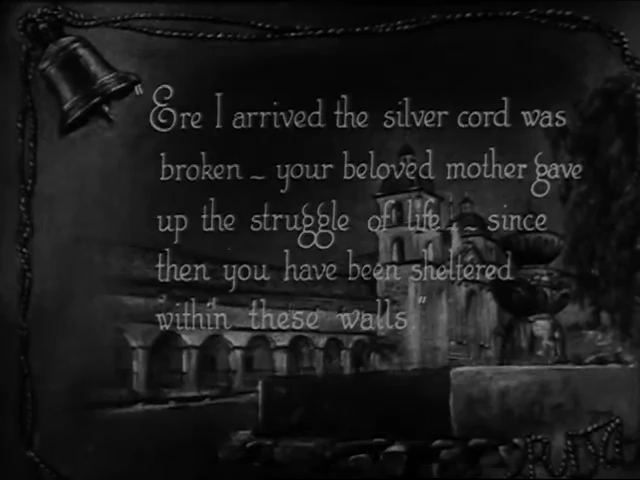 "Ere I arrived the silver cord was
broken – your beloved mother gave
up the struggle of life. – since
then you have been sheltered
within these walls."